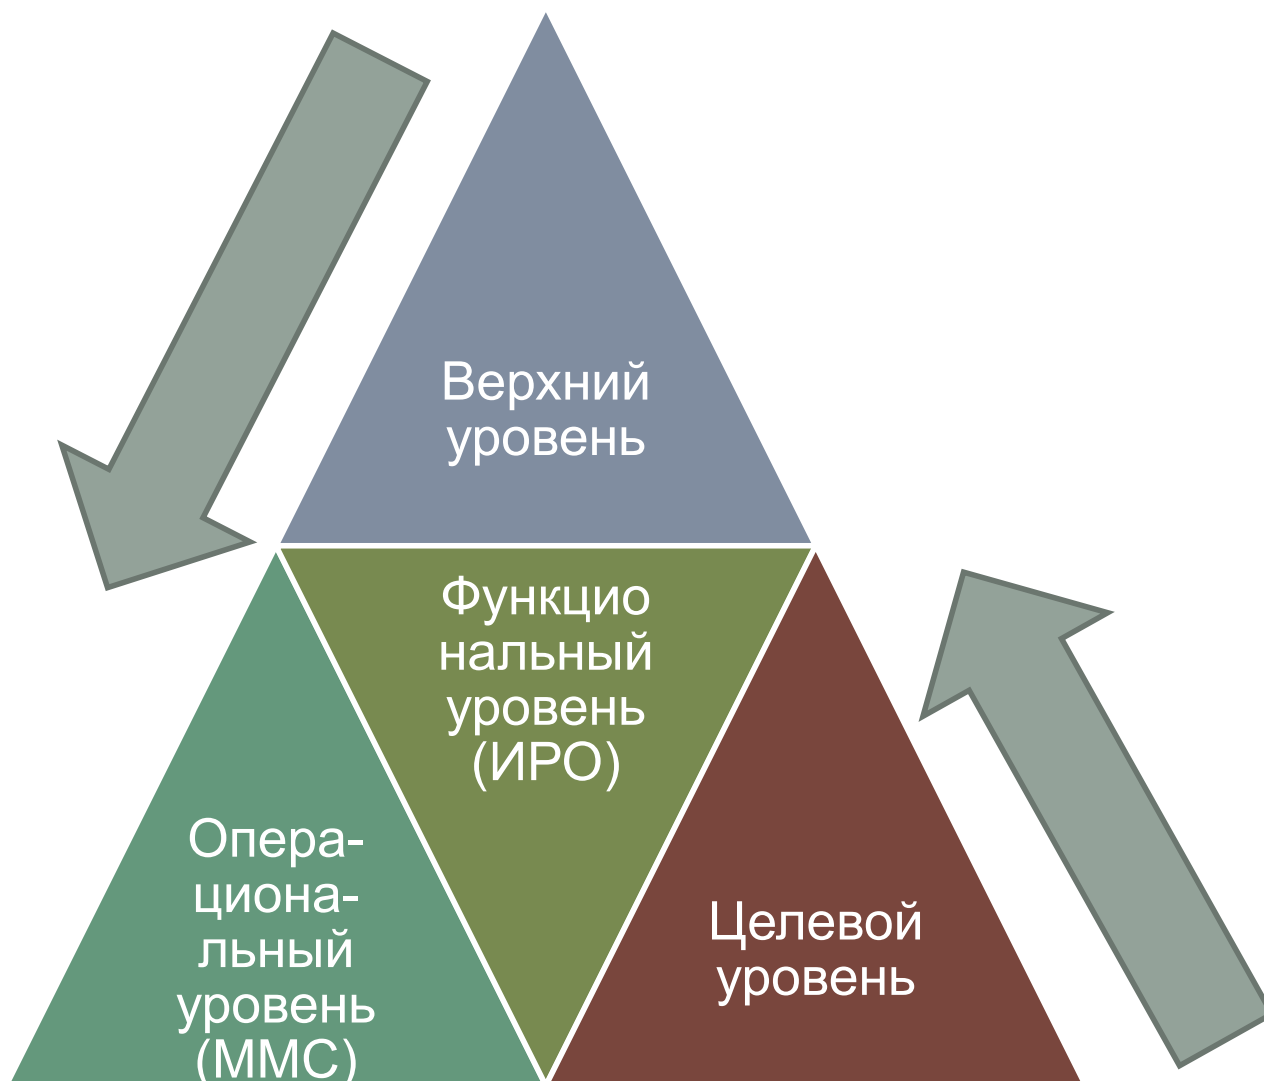 Верхний
уровень
Функцио
нальный
уровень
(ИРО)
Опера-
циона-
льный
уровень
(ММС)
Целевой
уровень